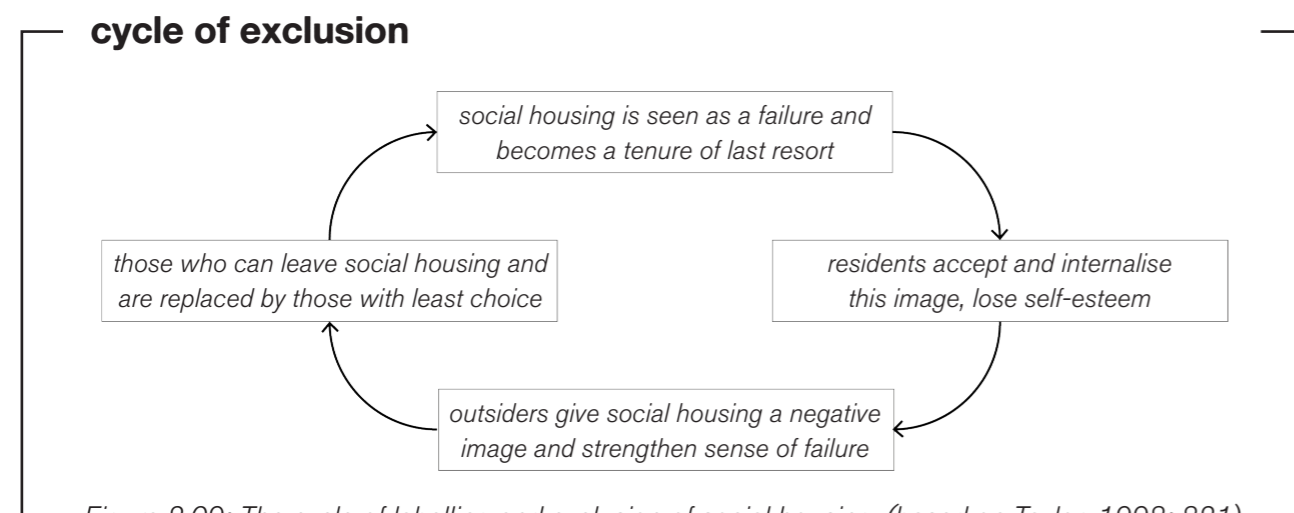 cycle of exclusion
social housing is seen as a failure and
becomes a tenure of last resort
residents accept and internalise
this image, lose self-esteem
outsiders give social housing a negative
image and strengthen sense of failure
those who can leave social housing and
are replaced by those with least choice